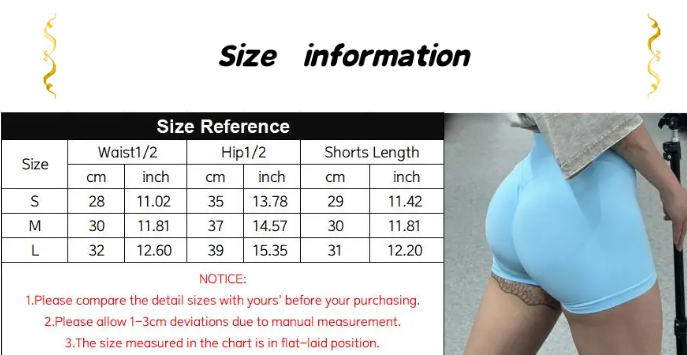 Size information
Size Reference
Size Waist1/2 Hip1/2 Shorts Length
cm inch cm inch cm inch
S 28 11.02 35 13.78 29 11.42
M 30 11.81 37 14.57 30 11.81
L 32 12.60 39 15.35 31 12.20
NOTICE:
1.Please compare the detail sizes with yours' before your purchasing.
2.Please allow 1-3cm deviations due to manual measurement.
3.The size measured in the chart is in flat-laid position.